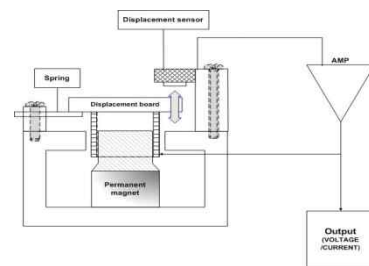 Displacement sensor
AMP
Spring
Displacement board
Permanent
magnet
Output
(VOLTAGE
/CURRENT)